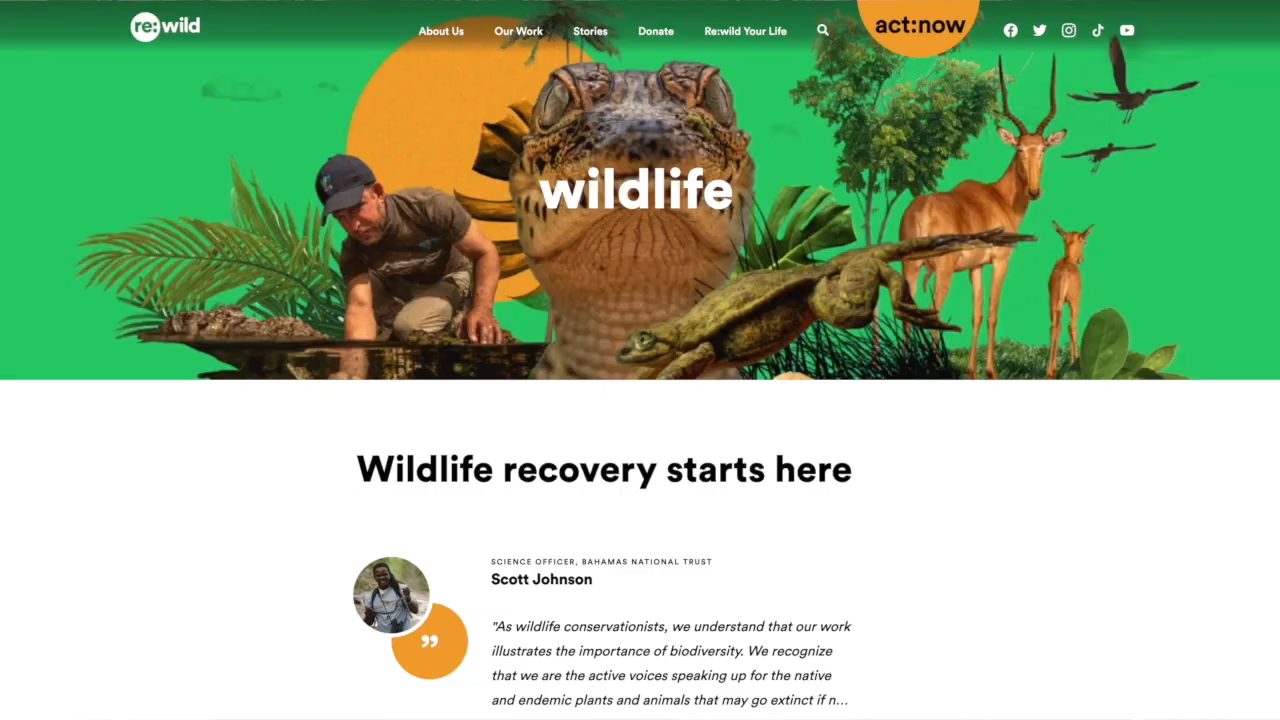 re:wild
About Us
Our Work
Stories
Donate
Re:wild Your Life
act:now
wildlife
Wildlife recovery starts here
SCIENCE OFFICER, BAHAMAS NATIONAL TRUST
Scott Johnson
"As wildlife conservationists, we understand that our work
illustrates the importance of biodiversity. We recognize
that we are the active voices speaking up for the native
and endemic plants and animals that may go extinct if n...